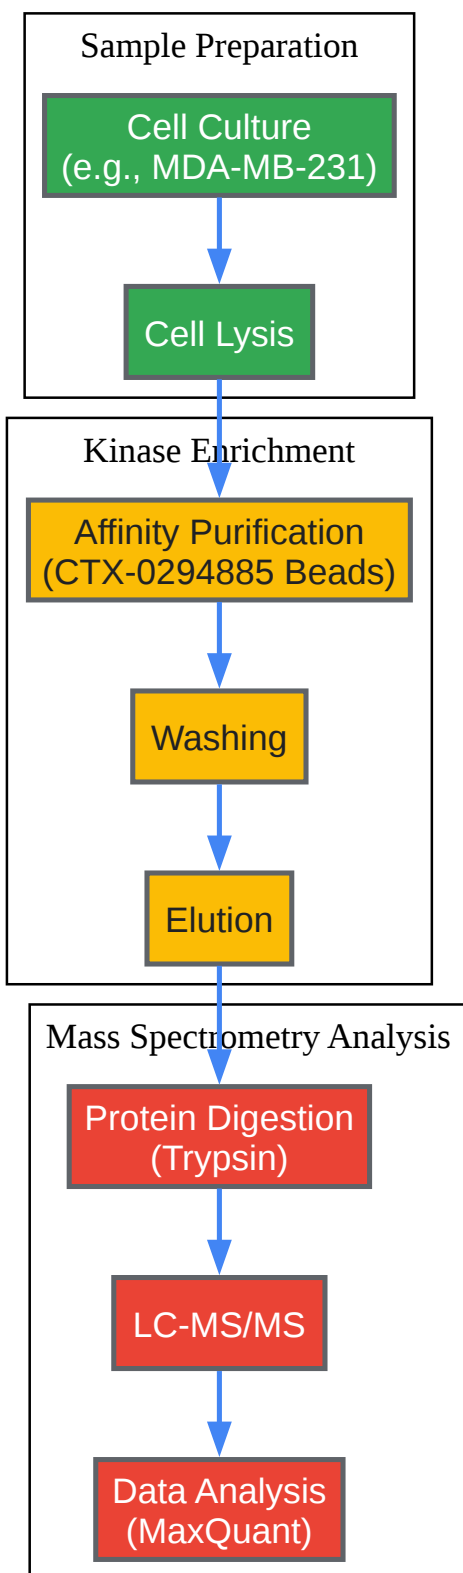 Sample Preparation
Cell Culture
(e.g., MDA-MB-231)
Cell Lysis
Kinase Enrichment
Affinity Purification
(CTX-0294885 Beads)
Washing
Elution
Mass Spectrometry Analysis
Protein Digestion
(Trypsin)
LC-MS/MS
Data Analysis
(MaxQuant)